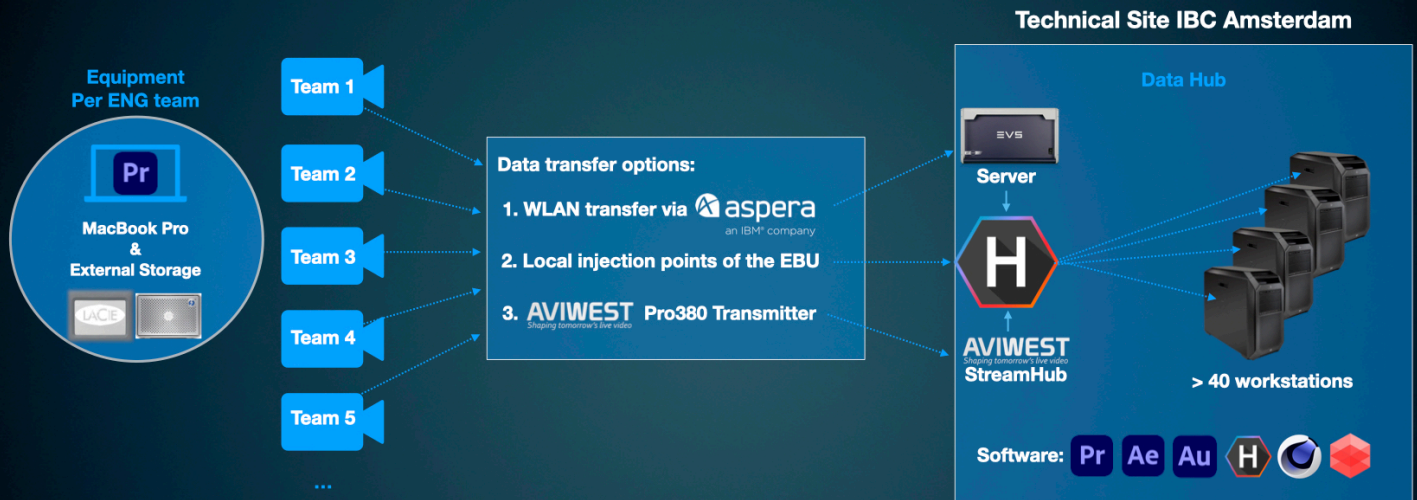 Technical Site IBC Amsterdam
Equipment
Per ENG team
Pr
MacBook Pro
&
External Storage
LACIE
Team 1
Team 2
Team 3
Team 4
Team 5
...
Data transfer options:
1. WLAN transfer via aspera
an IBM® company
2. Local injection points of the EBU
3. AVIWEST Pro380 Transmitter
Shaping tomorrow's live video
Data Hub
EVS
Server
H
AVIWEST
Shaping tomorrow's live video
StreamHub
> 40 workstations
Software: Pr Ae Au H